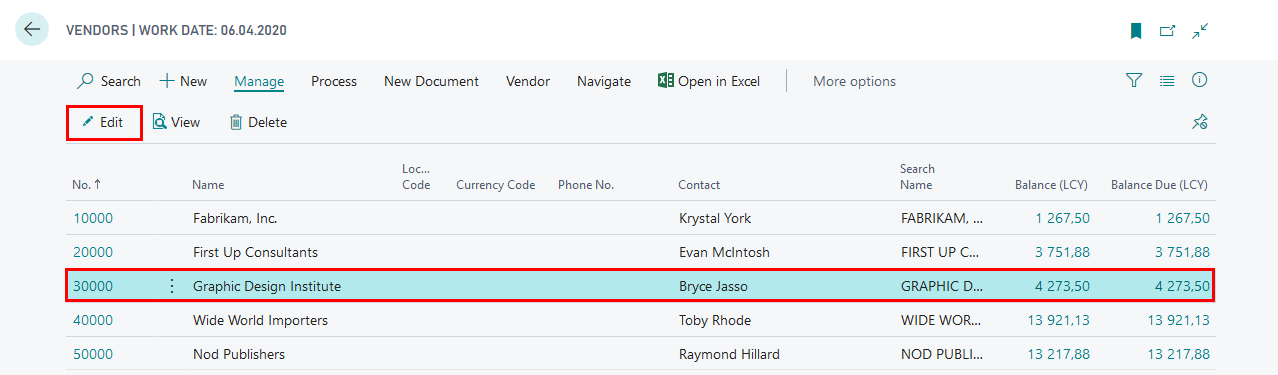 VENDORS | WORK DATE: 06.04.2020
Search New Manage Process New Document Vendor Navigate Open in Excel More options
Edit View Delete
No. ↑ Name Loc... Code Currency Code Phone No. Contact Search Name Balance (LCY) Balance Due (LCY)
10000 Fabrikam, Inc. Krystal York FABRIKAM, ... 1 267,50 1 267,50
20000 First Up Consultants Evan McIntosh FIRST UP C... 3 751,88 3 751,88
30000 Graphic Design Institute Bryce Jasso GRAPHIC D... 4 273,50 4 273,50
40000 Wide World Importers Toby Rhode WIDE WOR... 13 921,13 13 921,13
50000 Nod Publishers Raymond Hillard NOD PUBLI... 13 217,88 13 217,88